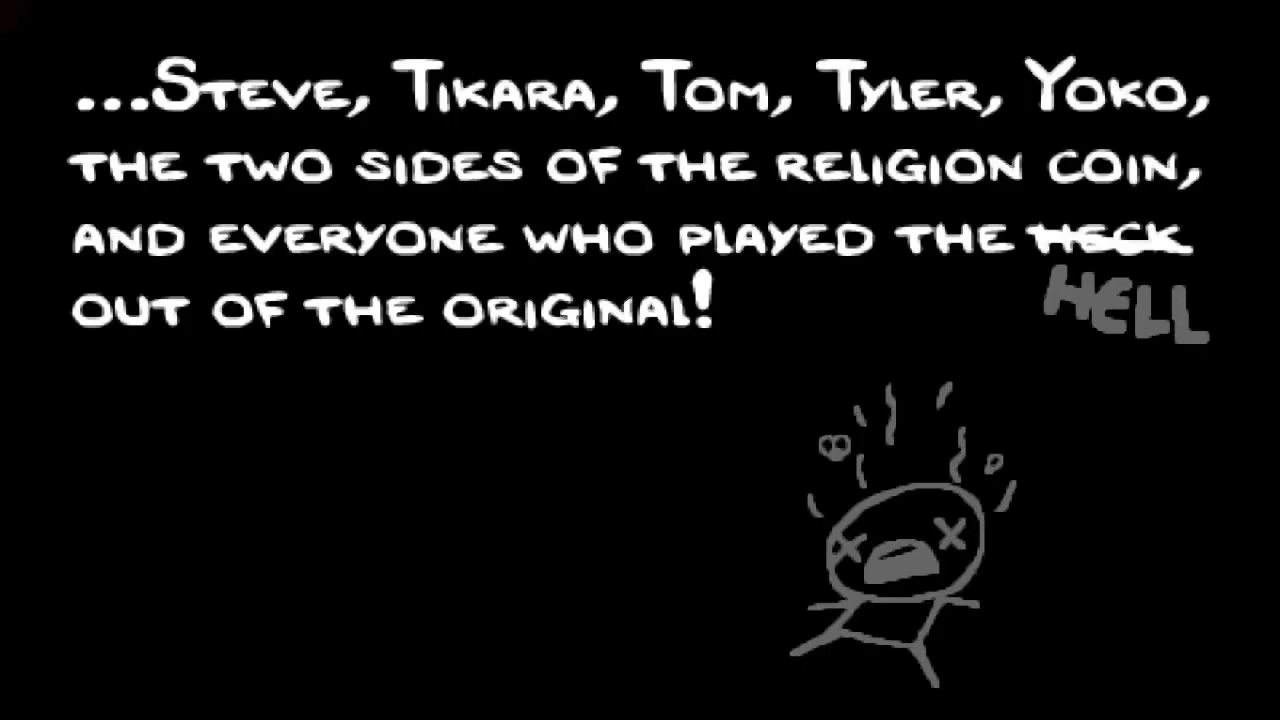 ...Steve, Tikara, Tom, Tyler, Yoko,
the two sides of the religion coin,
and everyone who played the heck
out of the original!
HELL